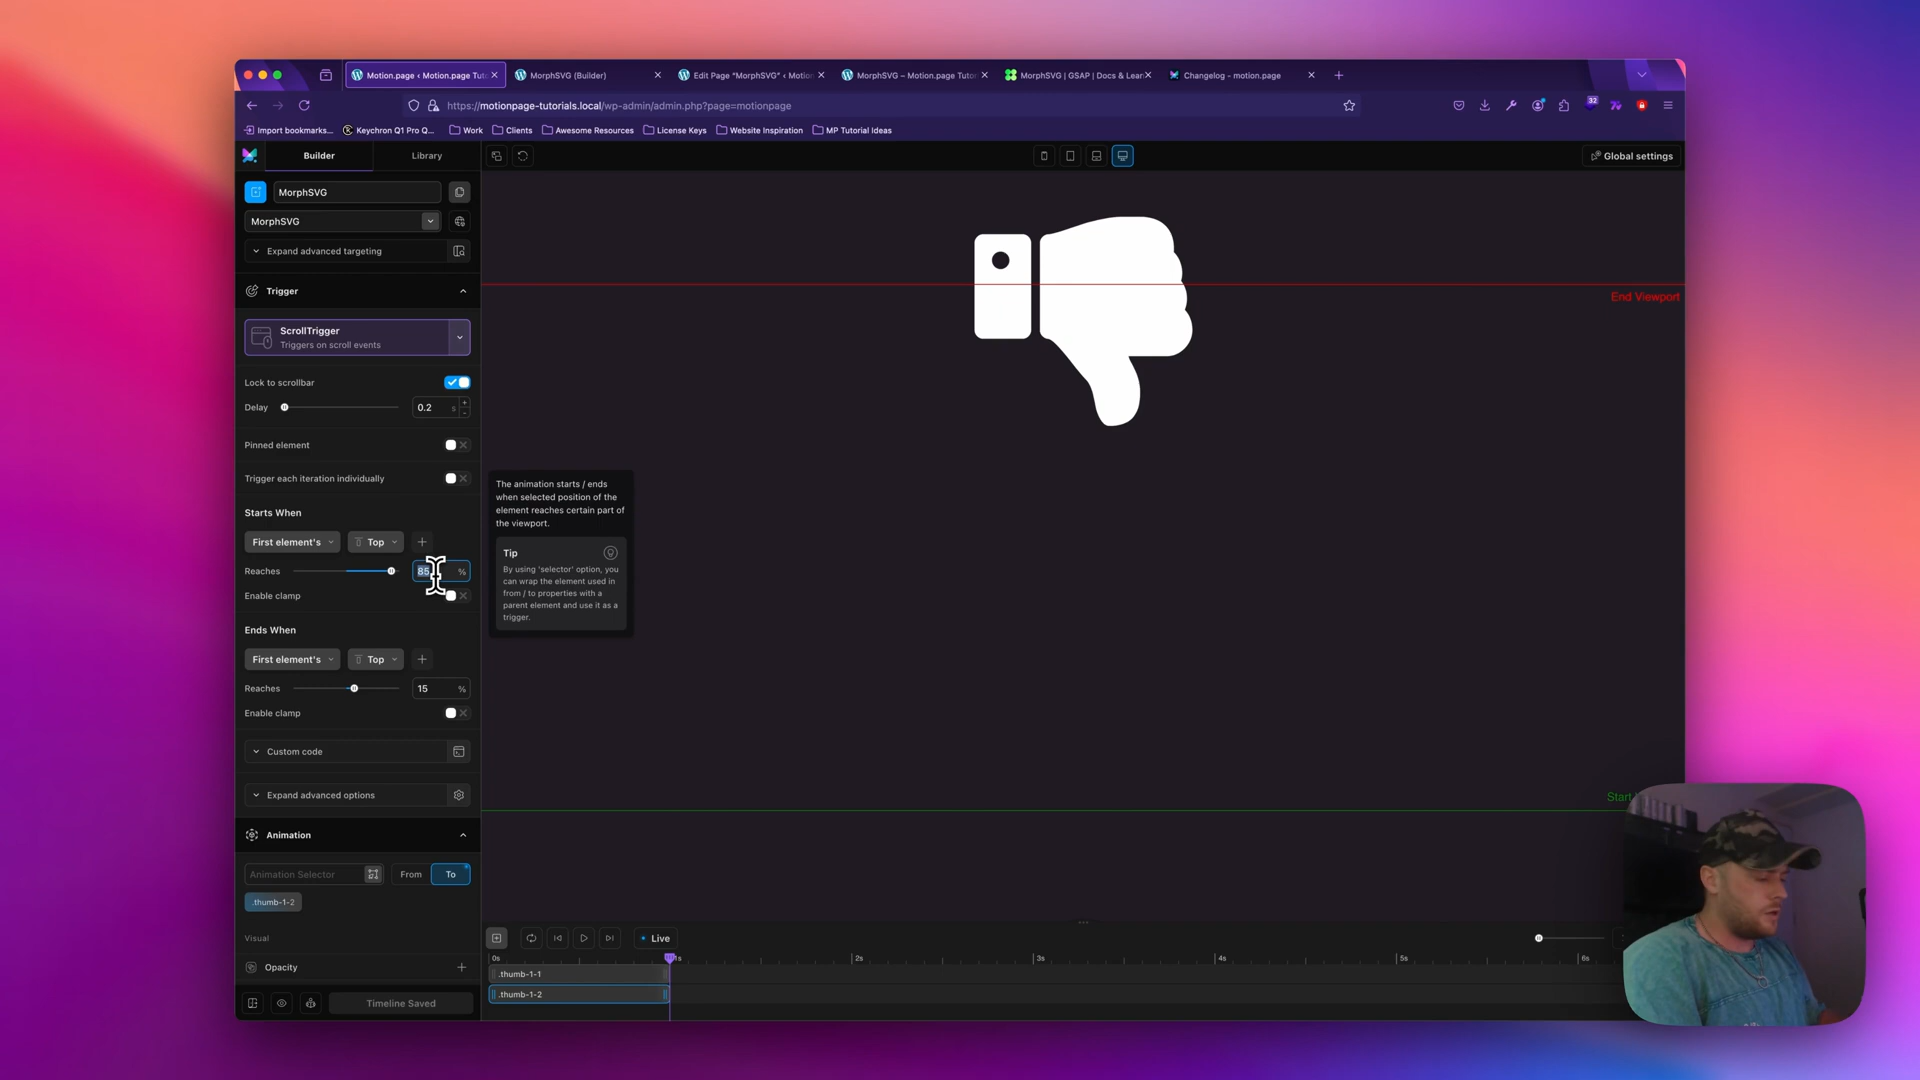 Motion.page ‹ Motion.page Tuto
MorphSVG (Builder)
Edit Page "MorphSVG" ‹ Motion
MorphSVG – Motion.page Tutor
MorphSVG | GSAP | Docs & Lear
Changelog - motion.page
https://motionpage-tutorials.local/wp-admin/admin.php?page=motionpage
32
Import bookmarks...
Keychron Q1 Pro Q...
Work
Clients
Awesome Resources
License Keys
Website Inspiration
MP Tutorial Ideas
Builder
Library
Global settings
MorphSVG
MorphSVG
Expand advanced targeting
Trigger
End Viewport
ScrollTrigger
Triggers on scroll events
Lock to scrollbar
Delay
0.2
s
Pinned element
Trigger each iteration individually
Starts When
First element's
Top
Reaches
85
%
Enable clamp
The animation starts / ends
when selected position of the
element reaches certain part of
the viewport.
Tip
By using 'selector' option, you
can wrap the element used in
from / to properties with a
parent element and use it as a
trigger.
Ends When
First element's
Top
Reaches
15
%
Enable clamp
Custom code
Expand advanced options
Start
Animation
Animation Selector
From
To
.thumb-1-2
Visual
Opacity
Timeline Saved
Live
0s
1s
2s
3s
4s
5s
6s
.thumb-1-1
.thumb-1-2